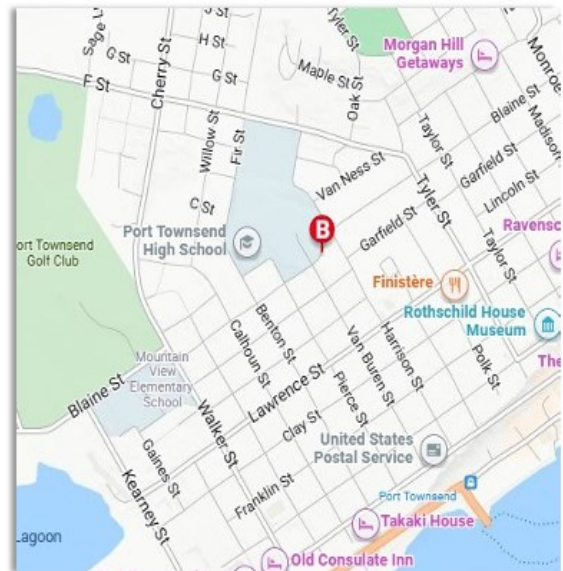 Sage V
J St
H St
G St
G St
F St
Cherry St
Willow St
Fir St
C St
Tyler St
Maple St
Oak St
Morgan Hill
Getaways
Monroe
Blaine St
Madison
Taylor St
Garfield St
Lincoln St
Van Ness St
Tyler St
B
Port Townsend
High School
Garfield St
Taylor St
Ravensc
ort Townsend
Golf Club
Finistère
Rothschild House
Museum
Benton St
Calhoun St
Harrison St
Van Buren St
Polk St
The
Mountain
View
Elementary
School
Blaine St
Lawrence St
Pierce St
Walker St
Clay St
United States
Postal Service
Gaines St
Kearney St
Franklin St
Port Townsend
Takaki House
Lagoon
Old Consulate Inn